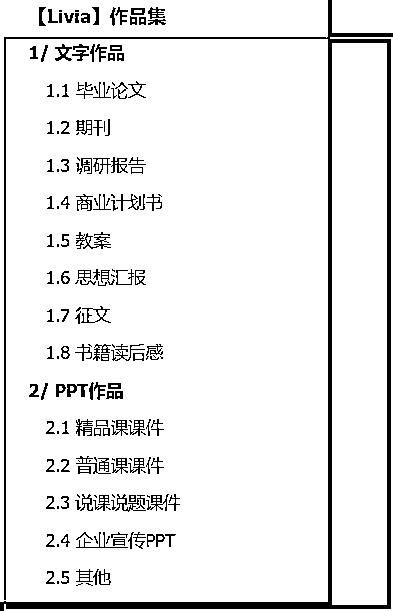 【Livia】作品集
1/ 文字作品
1.1 毕业论文
1.2 期刊
1.3 调研报告
1.4 商业计划书
1.5 教案
1.6 思想汇报
1.7 征文
1.8 书籍读后感
2/ PPT作品
2.1 精品课课件
2.2 普通课课件
2.3 说课说题课件
2.4 企业宣传PPT
2.5 其他